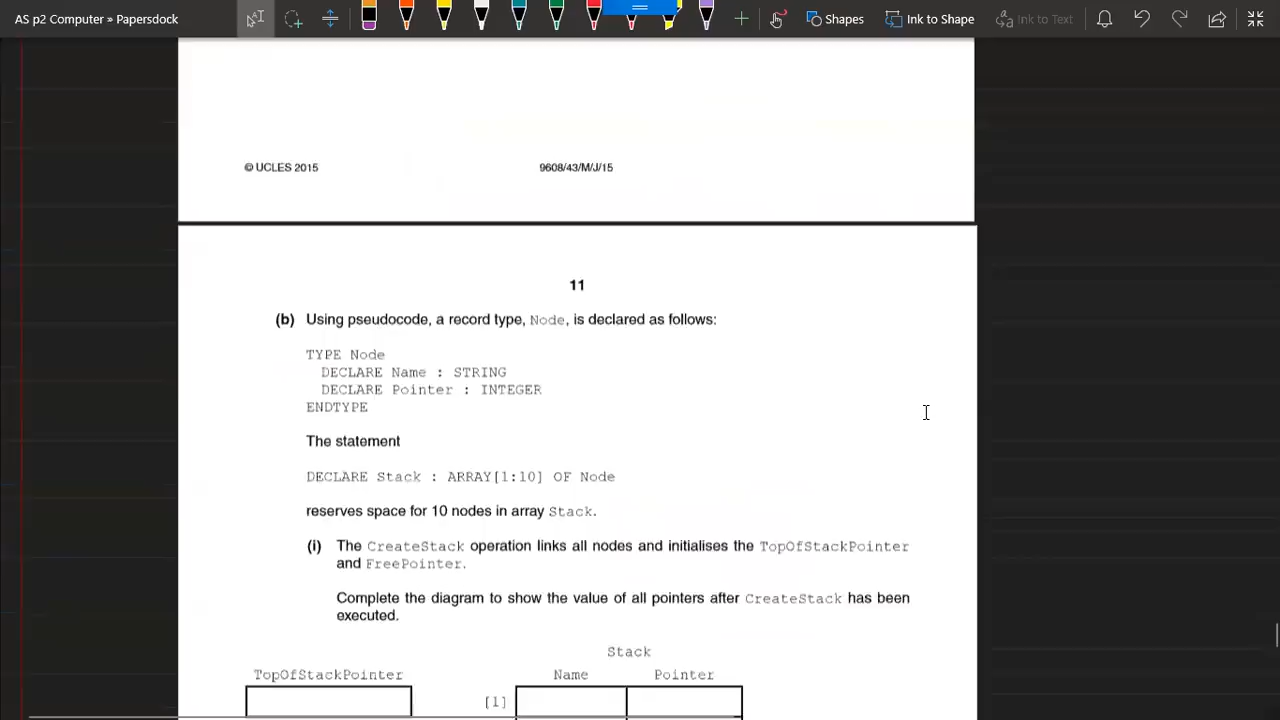 AS p2 Computer » Papersdock
Shapes
Ink to Shape
Ink to Text
© UCLES 2015
9608/43/M/J/15
11
(b) Using pseudocode, a record type, Node, is declared as follows:
TYPE Node
DECLARE Name : STRING
DECLARE Pointer : INTEGER
ENDTYPE
The statement
DECLARE Stack : ARRAY[1:10] OF Node
reserves space for 10 nodes in array Stack.
(i) The CreateStack operation links all nodes and initialises the TopOfStackPointer
and FreePointer.
Complete the diagram to show the value of all pointers after CreateStack has been
executed.
Stack
TopOfStackPointer
Name
Pointer
[1]